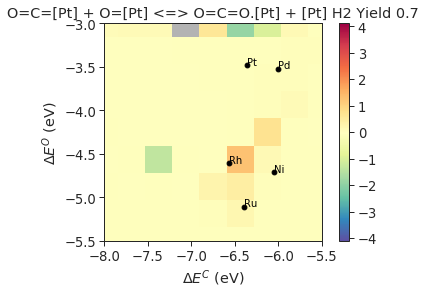 O=C=[Pt] + O=[Pt] <=> O=C=O.[Pt] + [Pt] H2 Yield 0.7
−3.0
−3.5
−4.0
−4.5
−5.0
−5.5
ΔE^O (eV)
Pt
Pd
Rh
Ni
Ru
−8.0 −7.5 −7.0 −6.5 −6.0 −5.5
ΔE^C (eV)
4
3
2
1
0
−1
−2
−3
−4